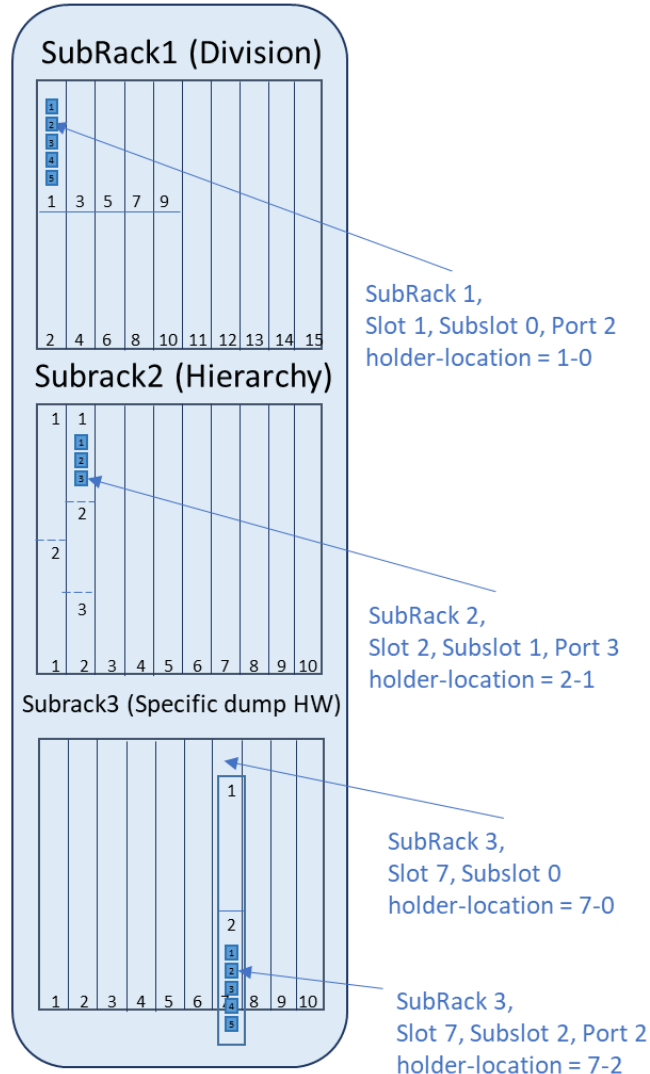 SubRack1 (Division)
1
2
3
4
5
1 3 5 7 9
2 4 6 8 10 11 12 13 14 15
SubRack 1,
Slot 1, Subslot 0, Port 2
holder-location = 1-0
Subrack2 (Hierarchy)
1 1
1
2
3
2
2
3
1 2 3 4 5 6 7 8 9 10
SubRack 2,
Slot 2, Subslot 1, Port 3
holder-location = 2-1
Subrack3 (Specific dump HW)
1
2
1
2
3
4
5
1 2 3 4 5 6 7 8 9 10
SubRack 3,
Slot 7, Subslot 0
holder-location = 7-0
SubRack 3,
Slot 7, Subslot 2, Port 2
holder-location = 7-2